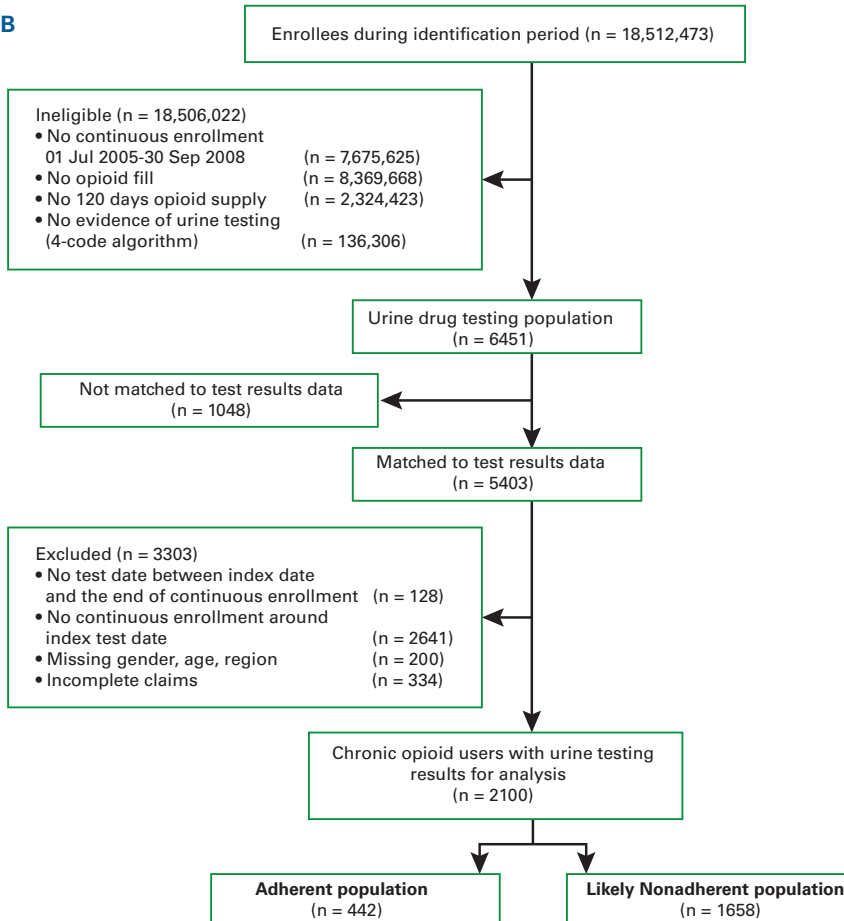 B
Enrollees during identification period (n = 18,512,473)
Ineligible (n = 18,506,022)
• No continuous enrollment
01 Jul 2005-30 Sep 2008 (n = 7,675,625)
• No opioid fill (n = 8,369,668)
• No 120 days opioid supply (n = 2,324,423)
• No evidence of urine testing
(4-code algorithm) (n = 136,306)
Urine drug testing population
(n = 6451)
Not matched to test results data
(n = 1048)
Matched to test results data
(n = 5403)
Excluded (n = 3303)
• No test date between index date
and the end of continuous enrollment (n = 128)
• No continuous enrollment around
index test date (n = 2641)
• Missing gender, age, region (n = 200)
• Incomplete claims (n = 334)
Chronic opioid users with urine testing
results for analysis
(n = 2100)
Adherent population
(n = 442)
Likely Nonadherent population
(n = 1658)